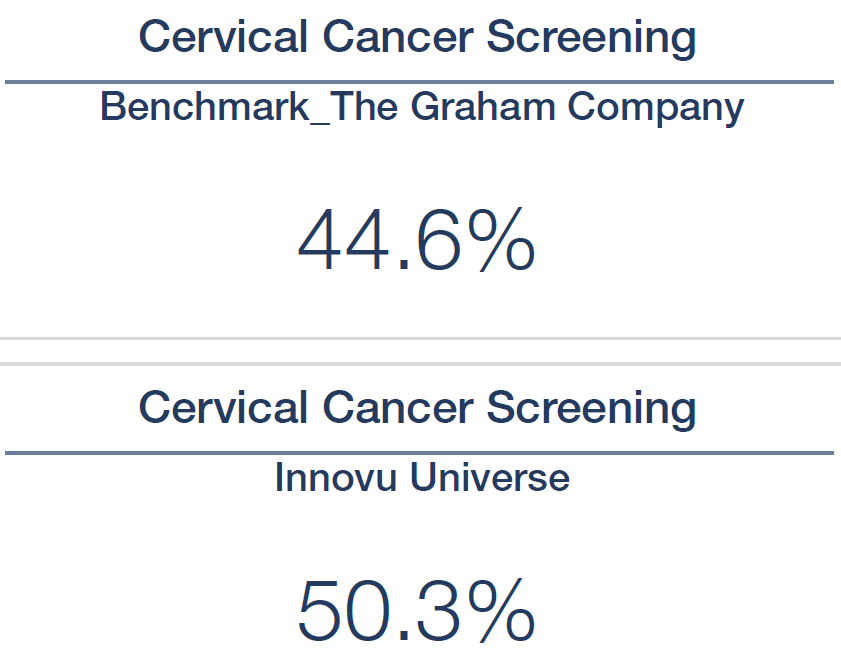 Cervical Cancer Screening
Benchmark_The Graham Company
44.6%
Cervical Cancer Screening
Innovu Universe
50.3%